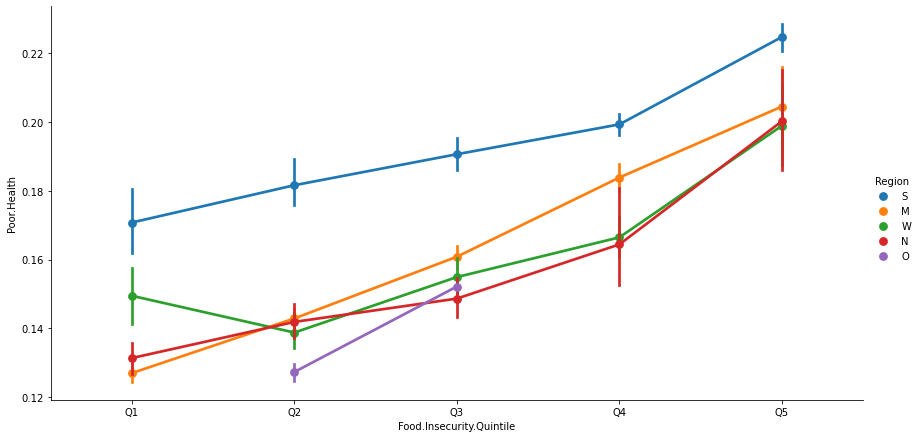 0.22
0.20
0.18
0.16
0.14
0.12
Poor.Health
Q1 Q2 Q3 Q4 Q5
Food.Insecurity.Quintile
Region
S
M
W
N
O